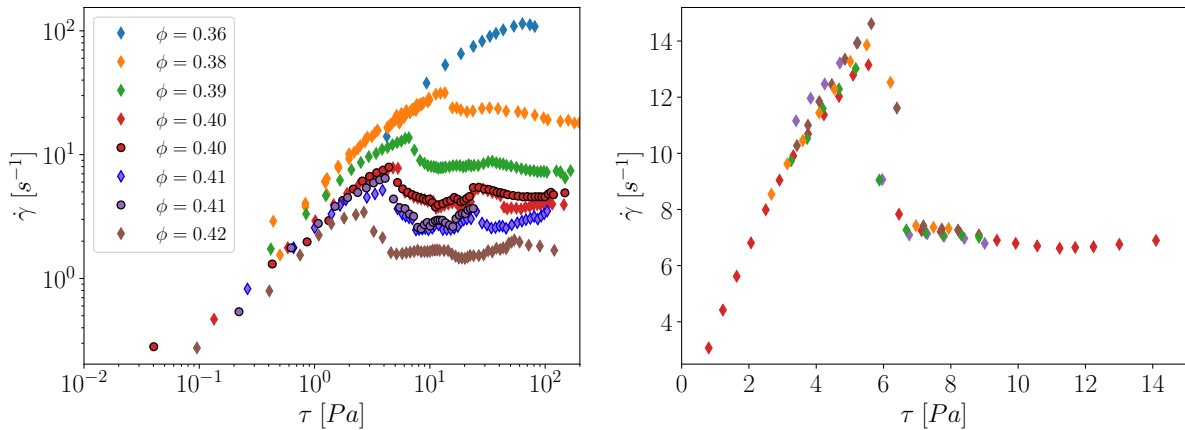 10²
10¹
10⁰
γ̇ [s⁻¹]
ϕ = 0.36
ϕ = 0.38
ϕ = 0.39
ϕ = 0.40
ϕ = 0.40
ϕ = 0.41
ϕ = 0.41
ϕ = 0.42
10⁻² 10⁻¹ 10⁰ 10¹ 10²
τ [Pa]
14
12
10
8
6
4
γ̇ [s⁻¹]
0 2 4 6 8 10 12 14
τ [Pa]